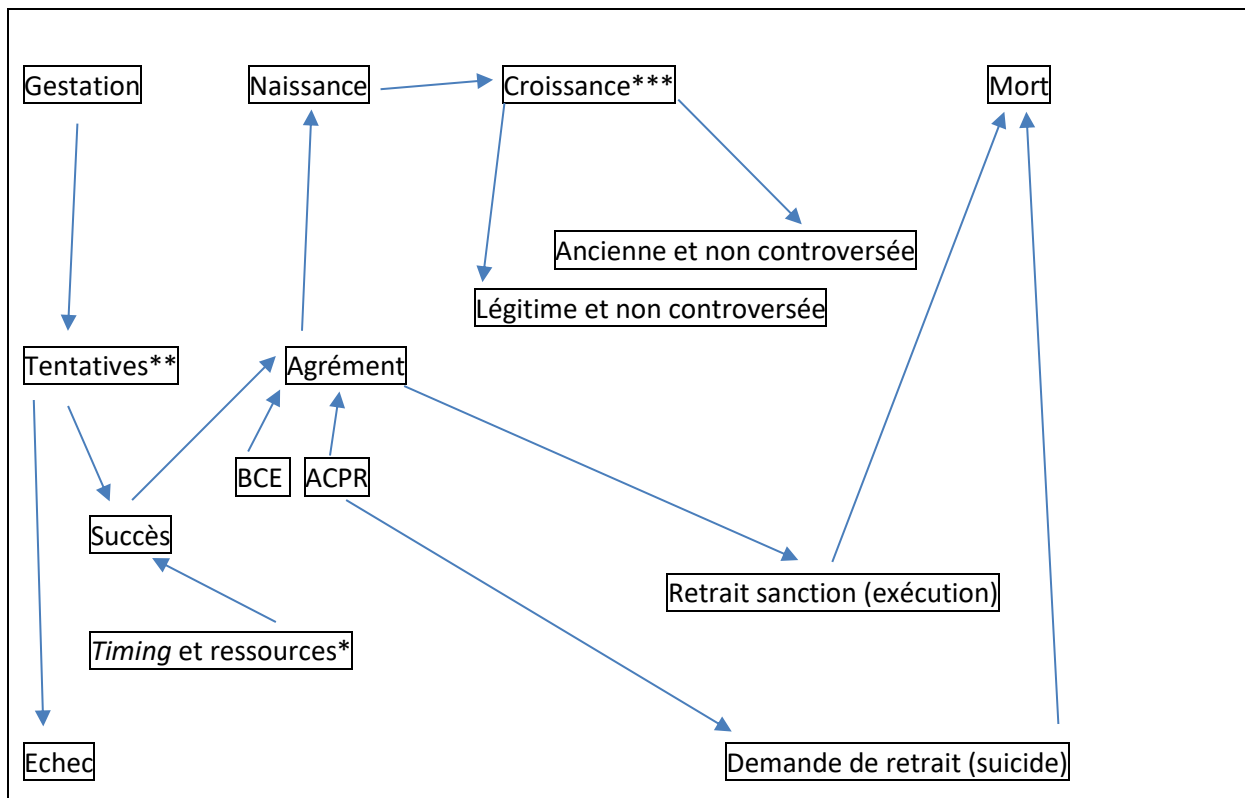 Gestation
Naissance
Croissance***
Mort
Ancienne et non controversée
Légitime et non controversée
Tentatives**
Agrément
BCE
ACPR
Succès
Retrait sanction (exécution)
Timing et ressources*
Echec
Demande de retrait (suicide)